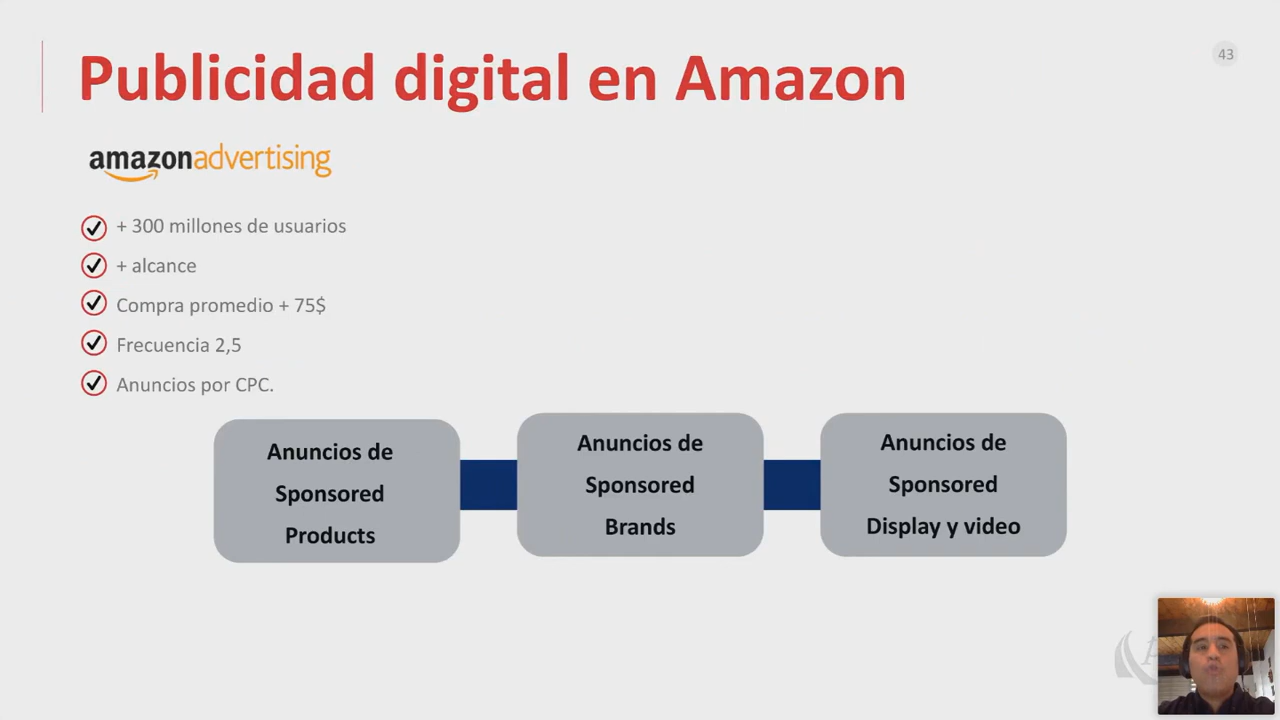 Publicidad digital en Amazon
43
amazonadvertising
+ 300 millones de usuarios
+ alcance
Compra promedio + 75$
Frecuencia 2,5
Anuncios por CPC.
Anuncios de
Sponsored
Products
Anuncios de
Sponsored
Brands
Anuncios de
Sponsored
Display y video